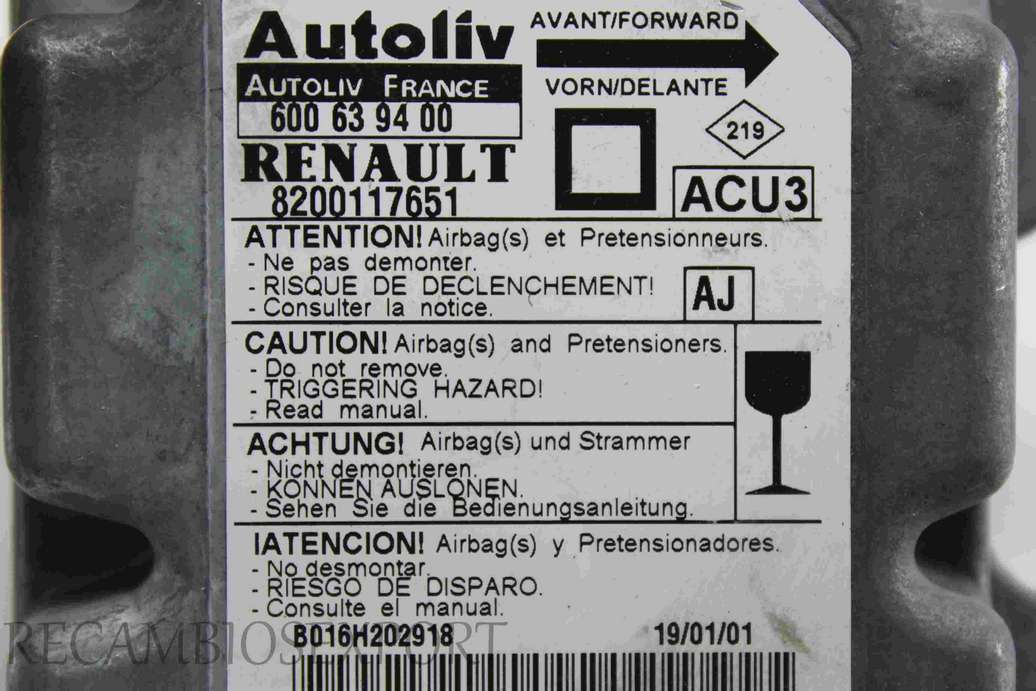 Autoliv
AVANT/FORWARD
AUTOLIV FRANCE
VORN/DELANTE
600 63 94 00
219
RENAULT
ACU3
8200117651
ATTENTION! Airbag(s) et Pretensionneurs.
- Ne pas demonter.
- RISQUE DE DECLENCHEMENT!
- Consulter la notice.
AJ
CAUTION! Airbag(s) and Pretensioners.
- Do not remove.
- TRIGGERING HAZARD!
- Read manual.
ACHTUNG! Airbag(s) und Strammer
- Nicht demontieren.
- KONNEN AUSLONEN.
- Sehen Sie die Bedienungsanleitung.
IATENCION! Airbag(s) y Pretensionadores.
- No desmontar.
- RIESGO DE DISPARO.
- Consulte el manual.
B016H202918 19/01/01
RECAMBIOSEXPORT